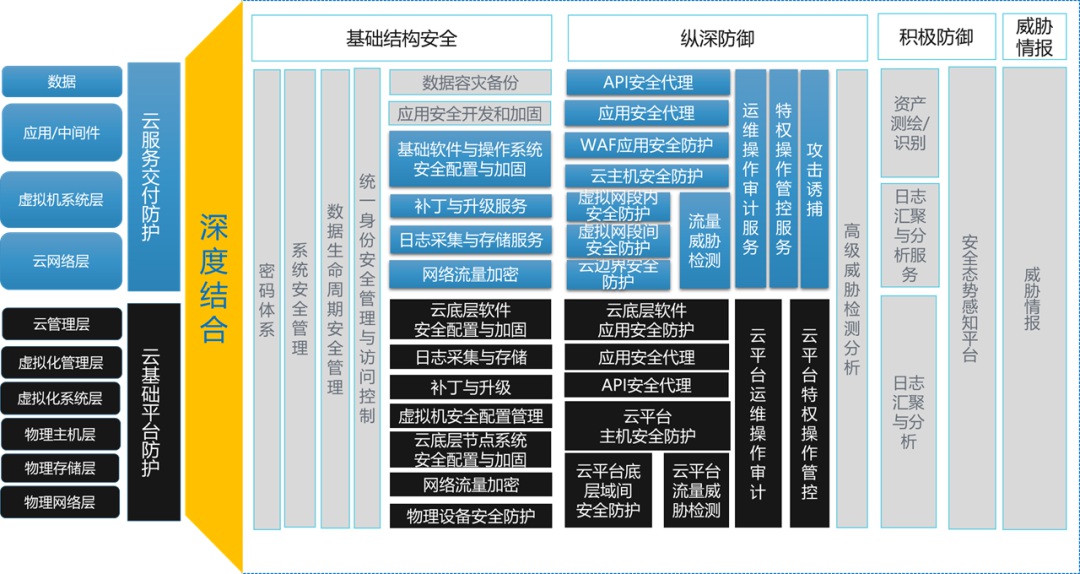 数据
应用/中间件
虚拟机系统层
云网络层
云管理层
虚拟化管理层
虚拟化系统层
物理主机层
物理存储层
物理网络层
云服务交付防护
云基础平台防护
深度结合
基础结构安全
密码体系
系统安全管理
数据生命周期安全管理
统一身份安全管理与访问控制
数据容灾备份
应用安全开发和加固
基础软件与操作系统
安全配置与加固
补丁与升级服务
日志采集与存储服务
网络流量加密
云底层软件
安全配置与加固
日志采集与存储
补丁与升级
虚拟机安全配置管理
云底层节点系统
安全配置与加固
网络流量加密
物理设备安全防护
纵深防御
API安全代理
应用安全代理
WAF应用安全防护
云主机安全防护
虚拟网段内
安全防护
虚拟网段间
安全防护
云边界安全
防护
流量
威胁
检测
运维操作审计服务
特权操作管控服务
攻击诱捕
云底层软件
应用安全防护
应用安全代理
API安全代理
云平台
主机安全防护
云平台底
层域间
安全防护
云平台
流量威
胁检测
云平台运维操作审计
云平台特权操作管控
高级威胁检测分析
积极防御
资产
测绘/
识别
日志
汇聚
与分
析服
务
日志
汇聚
与分
析
安全态势感知平台
威胁
情报
威胁情报